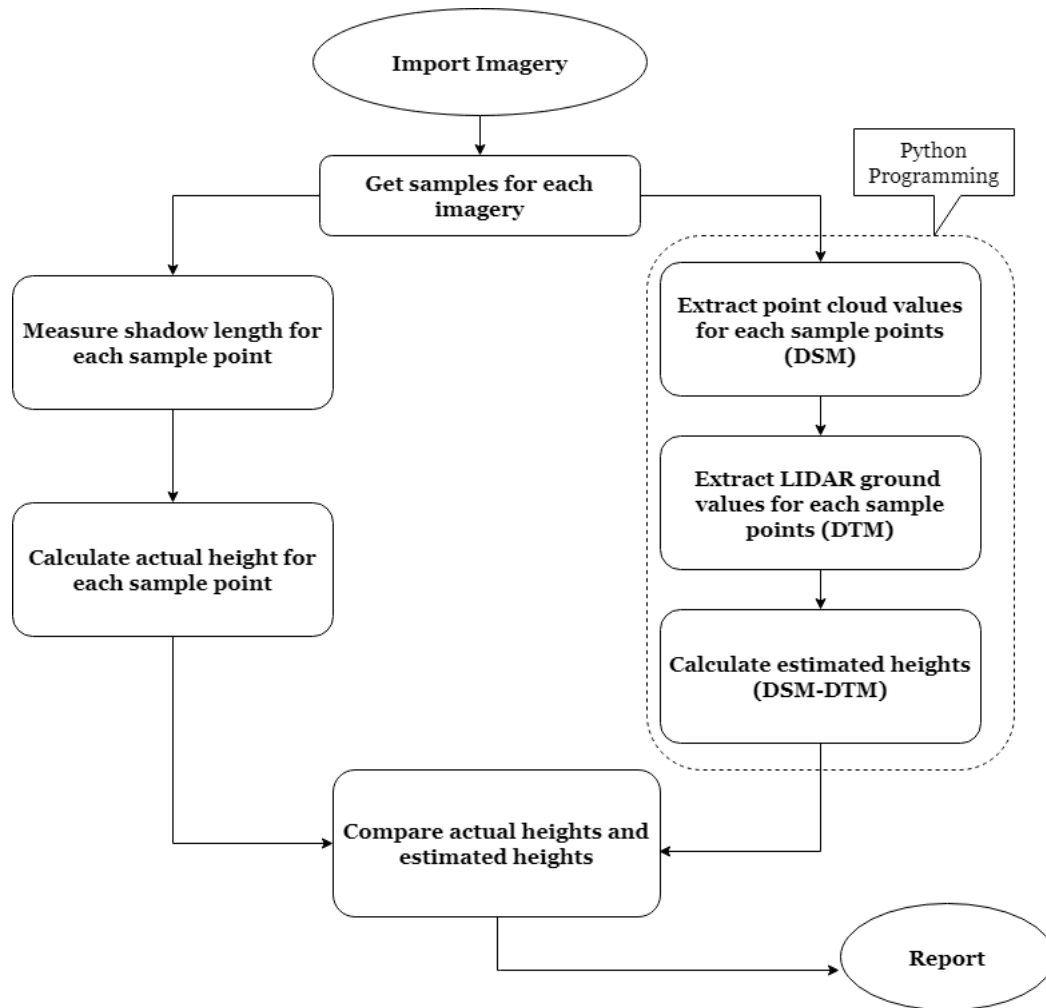 Import Imagery
Get samples for each
imagery
Python
Programming
Measure shadow length for
each sample point
Extract point cloud values
for each sample points
(DSM)
Extract LIDAR ground
values for each sample
points (DTM)
Calculate actual height for
each sample point
Calculate estimated heights
(DSM-DTM)
Compare actual heights and
estimated heights
Report